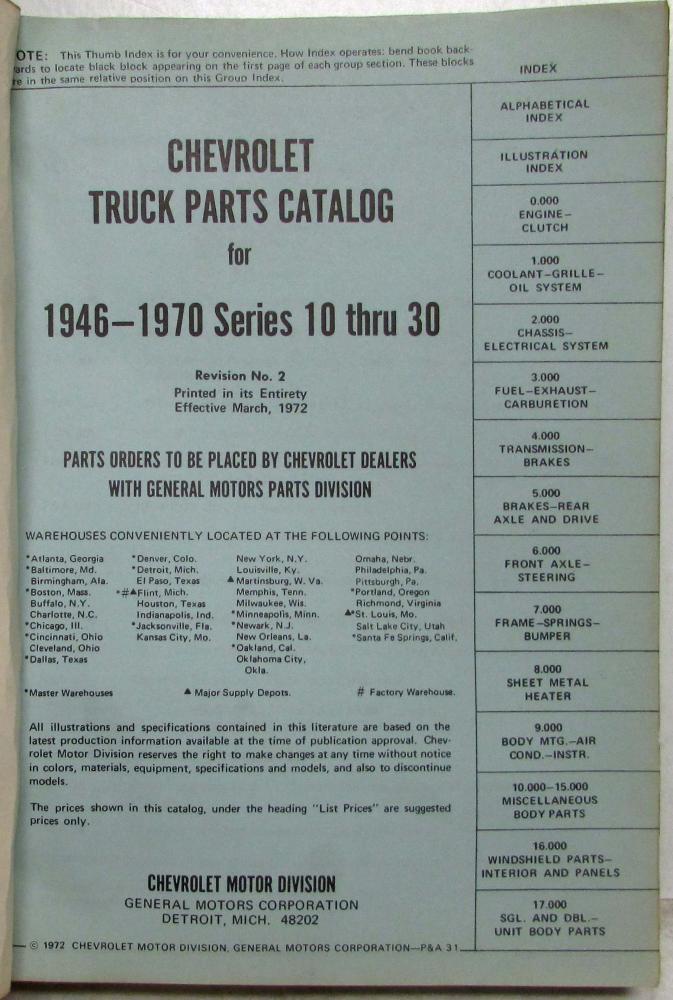 OTE: This Thumb Index is for your convenience. How Index operates: bend book back-
ards to locate black block appearing on the first page of each group section. These blocks
re in the same relative position on this Group Index.
CHEVROLET
TRUCK PARTS CATALOG
for
1946–1970 Series 10 thru 30
Revision No. 2
Printed in its Entirety
Effective March, 1972
PARTS ORDERS TO BE PLACED BY CHEVROLET DEALERS
WITH GENERAL MOTORS PARTS DIVISION
WAREHOUSES CONVENIENTLY LOCATED AT THE FOLLOWING POINTS:
*Atlanta, Georgia
*Baltimore, Md.
Birmingham, Ala.
*Boston, Mass.
Buffalo, N.Y.
Charlotte, N.C.
*Chicago, Ill.
*Cincinnati, Ohio
Cleveland, Ohio
*Dallas, Texas
*Denver, Colo.
*Detroit, Mich.
El Paso, Texas
*#▲Flint, Mich.
Houston, Texas
Indianapolis, Ind.
*Jacksonville, Fla.
Kansas City, Mo.
New York, N.Y.
Louisville, Ky.
▲Martinsburg, W. Va.
Memphis, Tenn.
Milwaukee, Wis.
*Minneapolis, Minn.
*Newark, N.J.
New Orleans, La.
*Oakland, Cal.
Oklahoma City,
Okla.
Omaha, Nebr.
Philadelphia, Pa.
Pittsburgh, Pa.
*Portland, Oregon
Richmond, Virginia
▲*St. Louis, Mo.
Salt Lake City, Utah
*Santa Fe Springs, Calif.
*Master Warehouses ▲ Major Supply Depots. # Factory Warehouse.
All illustrations and specifications contained in this literature are based on the
latest production information available at the time of publication approval. Chev-
rolet Motor Division reserves the right to make changes at any time without notice
in colors, materials, equipment, specifications and models, and also to discontinue
models.
The prices shown in this catalog, under the heading "List Prices" are suggested
prices only.
CHEVROLET MOTOR DIVISION
GENERAL MOTORS CORPORATION
DETROIT, MICH. 48202
© 1972 CHEVROLET MOTOR DIVISION, GENERAL MOTORS CORPORATION—P&A 31
INDEX
ALPHABETICAL
INDEX
ILLUSTRATION
INDEX
0.000
ENGINE–
CLUTCH
1.000
COOLANT–GRILLE–
OIL SYSTEM
2.000
CHASSIS–
ELECTRICAL SYSTEM
3.000
FUEL–EXHAUST–
CARBURETION
4.000
TRANSMISSION–
BRAKES
5.000
BRAKES–REAR
AXLE AND DRIVE
6.000
FRONT AXLE–
STEERING
7.000
FRAME–SPRINGS–
BUMPER
8.000
SHEET METAL
HEATER
9.000
BODY MTG.–AIR
COND.–INSTR.
10.000–15.000
MISCELLANEOUS
BODY PARTS
16.000
WINDSHIELD PARTS–
INTERIOR AND PANELS
17.000
SGL. AND DBL.–
UNIT BODY PARTS